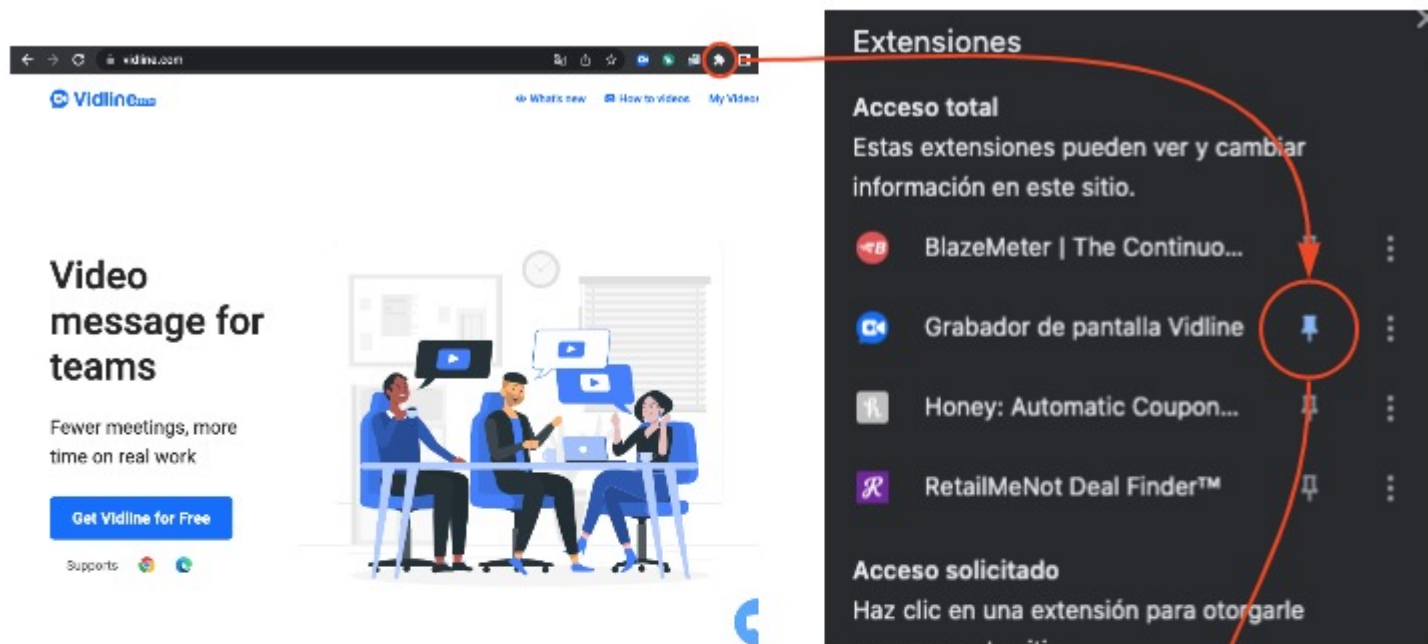 vidline.com
Vidline
What's new
How to videos
My Videos
Video
message for
teams
Fewer meetings, more
time on real work
Get Vidline for Free
Supports
Extensiones
Acceso total
Estas extensiones pueden ver y cambiar
información en este sitio.
BlazeMeter | The Continuo...
Grabador de pantalla Vidline
Honey: Automatic Coupon...
RetailMeNot Deal Finder™
Acceso solicitado
Haz clic en una extensión para otorgarle